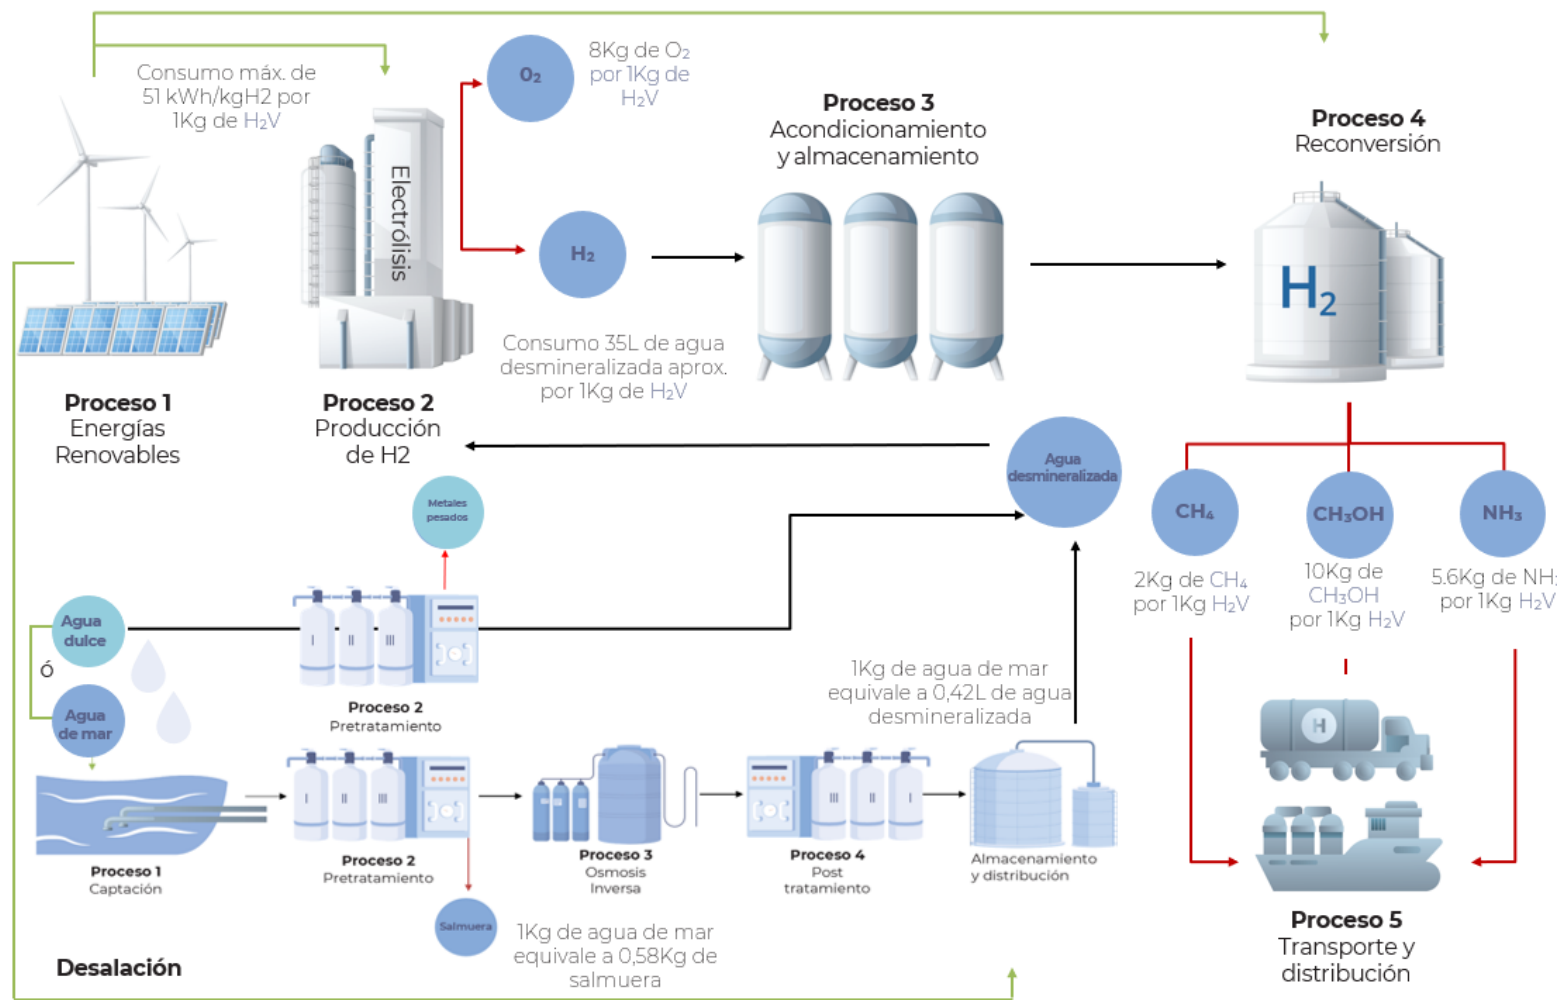 Consumo máx. de
51 kWh/kgH2 por
1Kg de H₂V
O₂
8Kg de O₂
por 1Kg de
H₂V
Proceso 3
Acondicionamiento
y almacenamiento
Proceso 4
Reconversión
Electrólisis
H₂
H₂
Consumo 35L de agua
desmineralizada aprox.
por 1Kg de H₂V
Proceso 1
Energías
Renovables
Proceso 2
Producción
de H2
Agua
desmineralizada
Metales
pesados
CH₄
CH₃OH
NH₃
2Kg de CH₄
por 1Kg H₂V
10Kg de
CH₃OH
por 1Kg H₂V
5.6Kg de NH₃
por 1Kg H₂V
Agua
dulce
ó
Agua
de mar
I II III
Proceso 2
Pretratamiento
1Kg de agua de mar
equivale a 0,42L de agua
desmineralizada
H
I II III
III II I
Proceso 1
Captación
Proceso 2
Pretratamiento
Proceso 3
Osmosis
Inversa
Proceso 4
Post
tratamiento
Almacenamiento
y distribución
Salmuera
1Kg de agua de mar
equivale a 0,58Kg de
salmuera
Desalación
Proceso 5
Transporte y
distribución